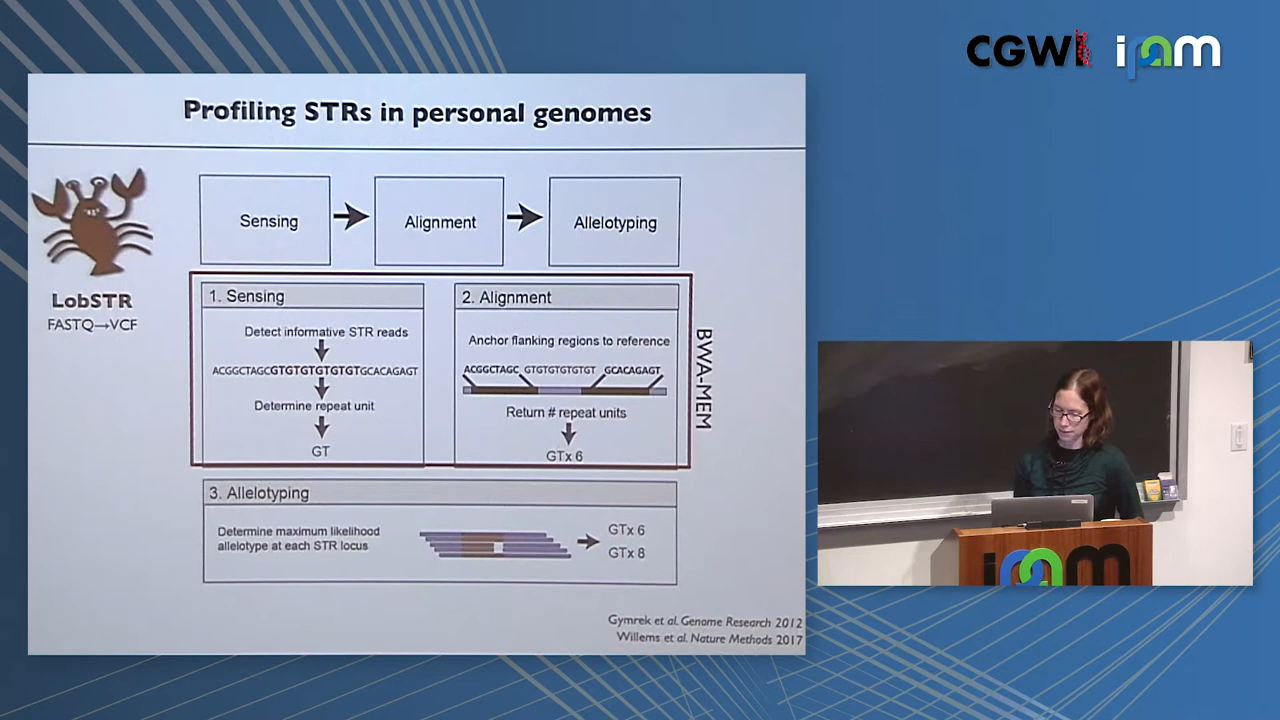 CGWI ipam
Profiling STRs in personal genomes
Sensing
Alignment
Allelotyping
LobSTR
FASTQ→VCF
1. Sensing
Detect informative STR reads
ACGGCTAGCGTGTGTGTGTGTGCACAGAGT
Determine repeat unit
GT
2. Alignment
Anchor flanking regions to reference
ACGGCTAGC GTGTGTGTGTGT GCACAGAGT
Return # repeat units
GTx 6
BWA-MEM
3. Allelotyping
Determine maximum likelihood
allelotype at each STR locus
GTx 6
GTx 8
Gymrek et al. Genome Research 2012
Willems et al. Nature Methods 2017
ipam